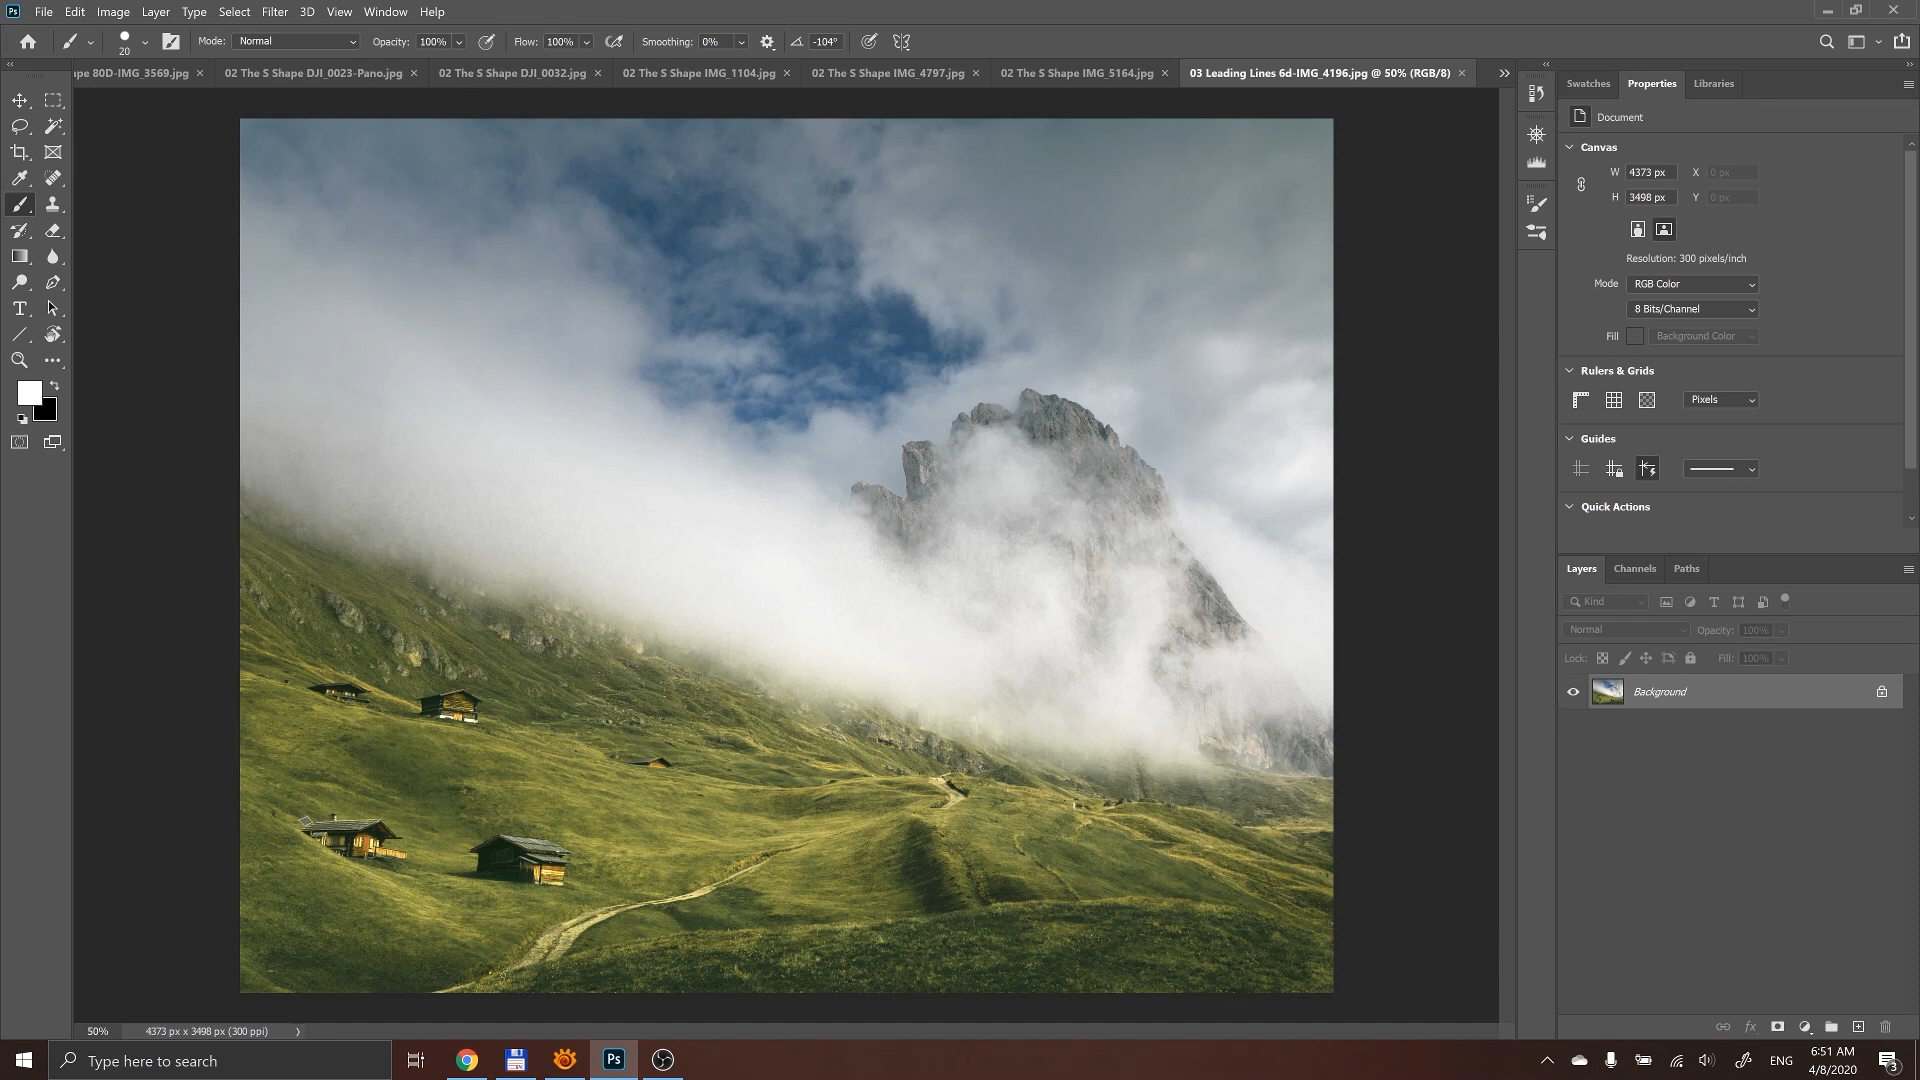 Ps File Edit Image Layer Type Select Filter 3D View Window Help
20 Mode: Normal Opacity: 100% Flow: 100% Smoothing: 0% -104°
ape 80D-IMG_3569.jpg × 02 The S Shape DJI_0023-Pano.jpg × 02 The S Shape DJI_0032.jpg × 02 The S Shape IMG_1104.jpg × 02 The S Shape IMG_4797.jpg × 02 The S Shape IMG_5164.jpg × 03 Leading Lines 6d-IMG_4196.jpg @ 50% (RGB/8) ×
Swatches Properties Libraries
Document
Canvas
W 4373 px X 0 px
H 3498 px Y 0 px
Resolution: 300 pixels/inch
Mode RGB Color
8 Bits/Channel
Fill Background Color
Rulers & Grids
Pixels
Guides
Quick Actions
Layers Channels Paths
Kind
Normal Opacity: 100%
Lock: Fill: 100%
Background
fx
50% 4373 px x 3498 px (300 ppi)
Type here to search
Ps
ENG
6:51 AM
4/8/2020
3